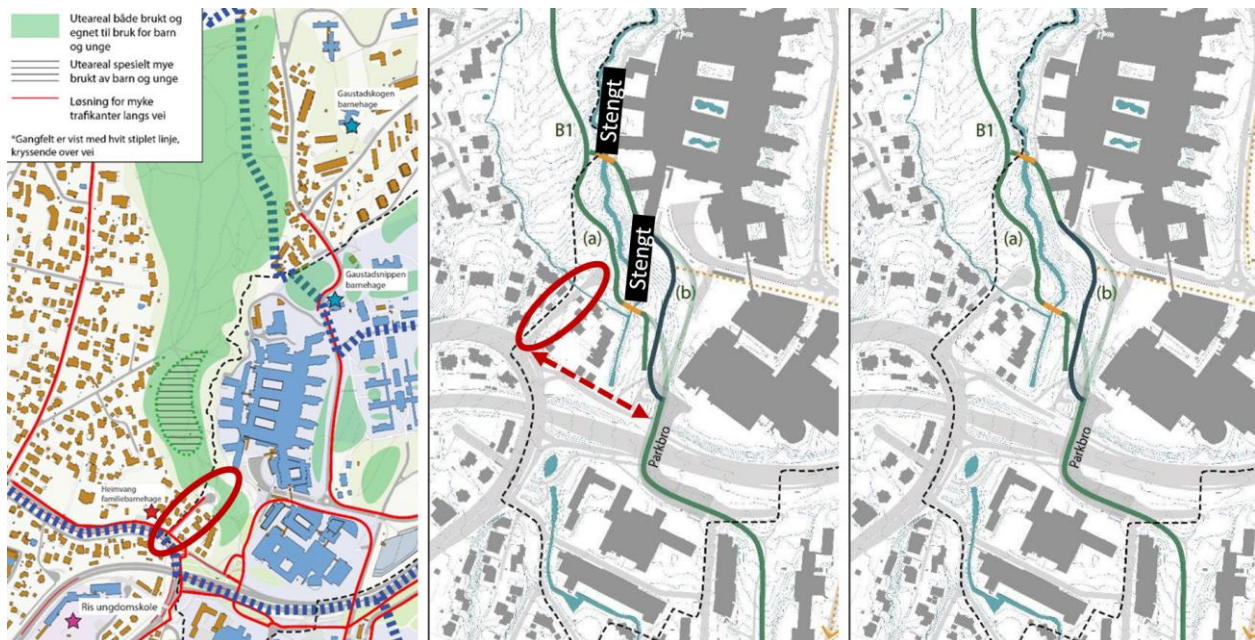 Uteareal både brukt og
egnet til bruk for barn
og unge
Uteareal spesielt mye
brukt av barn og unge
Løsning for myke
trafikanter langs vei
*Gangfelt er vist med hvit stiplet linje,
kryssende over vei
Gaustadskogen
barnehage
Gaustadsnippen
barnehage
Heimvang
familiebarnehage
Ris ungdomskole
B1
Stengt
(a)
Stengt
(b)
Parkbro
B1
(a)
(b)
Parkbro